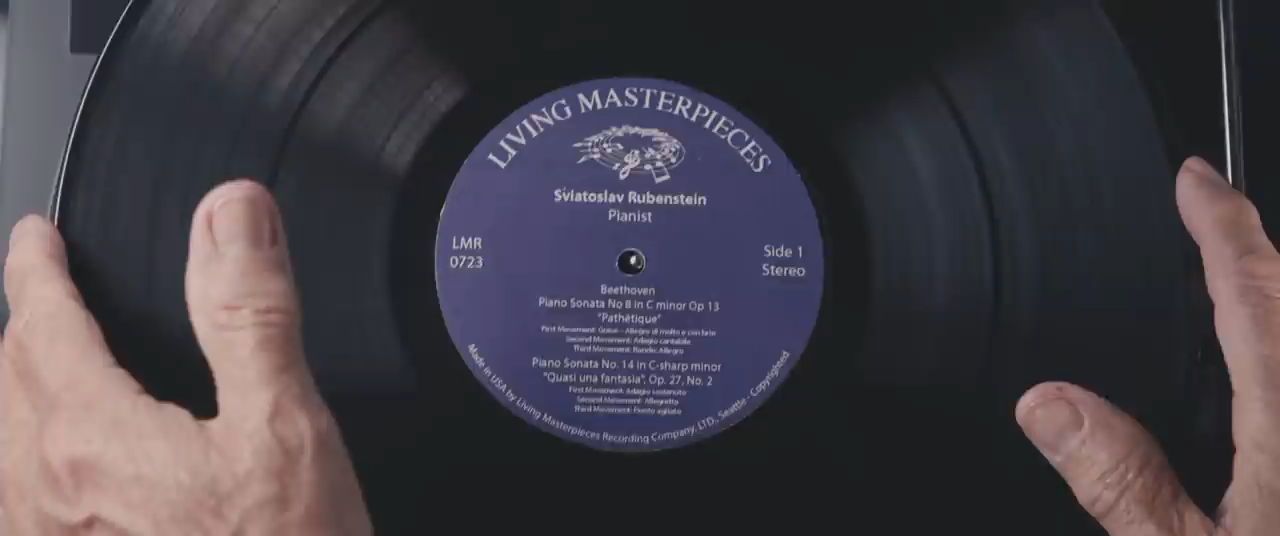 LIVING MASTERPIECES
Sviatoslav Rubenstein
Pianist
LMR
0723
Side 1
Stereo
Beethoven
Piano Sonata No 8 in C minor Op 13
"Pathétique"
First Movement: Grave - Allegro di molto e con brio
Second Movement: Adagio cantabile
Third Movement: Rondo: Allegro
Piano Sonata No. 14 in C-sharp minor
"Quasi una fantasia", Op. 27, No. 2
First Movement: Adagio sostenuto
Second Movement: Allegretto
Third Movement: Presto agitato
Made in USA by Living Masterpieces Recording Company, LTD., Seattle - Copyrighted